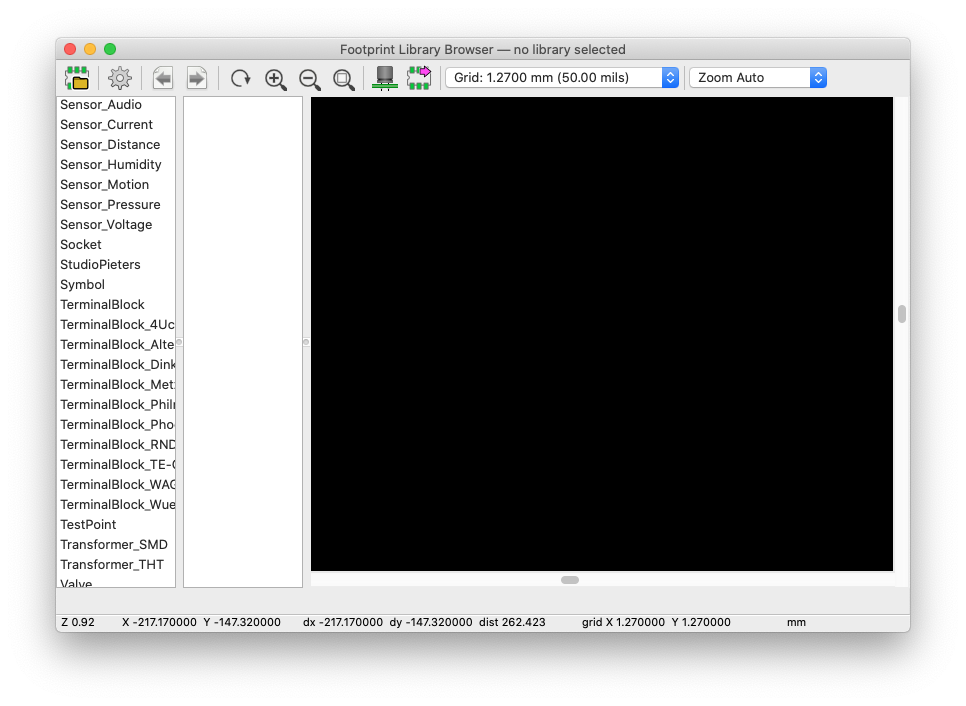 Footprint Library Browser — no library selected
Grid: 1.2700 mm (50.00 mils) Zoom Auto
Sensor_Audio
Sensor_Current
Sensor_Distance
Sensor_Humidity
Sensor_Motion
Sensor_Pressure
Sensor_Voltage
Socket
StudioPieters
Symbol
TerminalBlock
TerminalBlock_4Uc
TerminalBlock_Alte
TerminalBlock_Dink
TerminalBlock_Met
TerminalBlock_Phil
TerminalBlock_Pho
TerminalBlock_RND
TerminalBlock_TE-
TerminalBlock_WAG
TerminalBlock_Wue
TestPoint
Transformer_SMD
Transformer_THT
Valve
Z 0.92 X -217.170000 Y -147.320000 dx -217.170000 dy -147.320000 dist 262.423 grid X 1.270000 Y 1.270000 mm